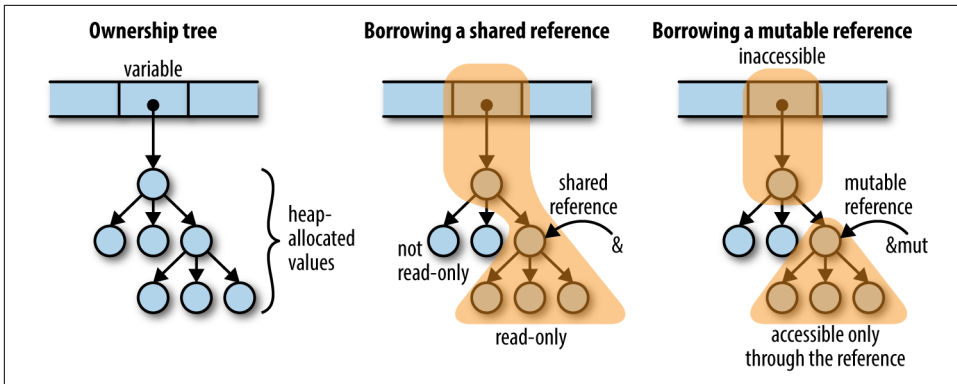 Ownership tree
variable
heap-
allocated
values
Borrowing a shared reference
shared
reference
&
not
read-only
read-only
Borrowing a mutable reference
inaccessible
mutable
reference
&mut
accessible only
through the reference